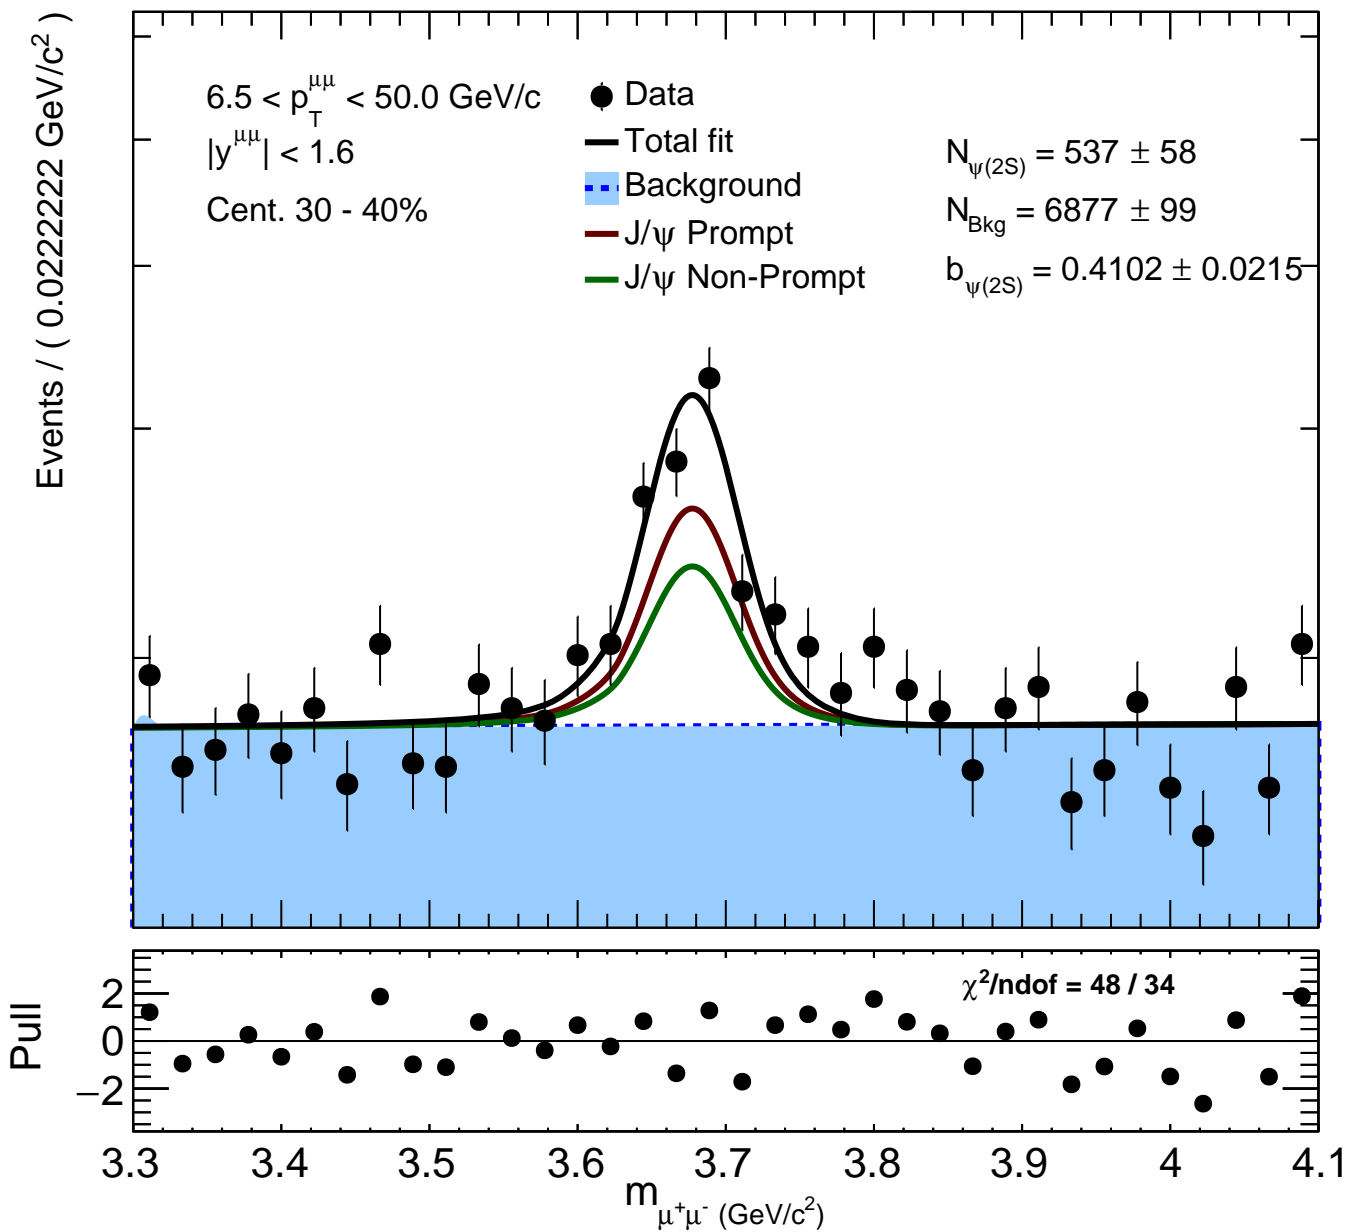 Events / ( 0.0222222 GeV/c²)
6.5 < p_T^μμ < 50.0 GeV/c
|y^μμ| < 1.6
Cent. 30 - 40%
Data
Total fit
Background
J/ψ Prompt
J/ψ Non-Prompt
N_ψ(2S) = 537 ± 58
N_Bkg = 6877 ± 99
b_ψ(2S) = 0.4102 ± 0.0215
Pull
2
0
−2
χ²/ndof = 48 / 34
3.3 3.4 3.5 3.6 3.7 3.8 3.9 4 4.1
m_μ⁺μ⁻ (GeV/c²)